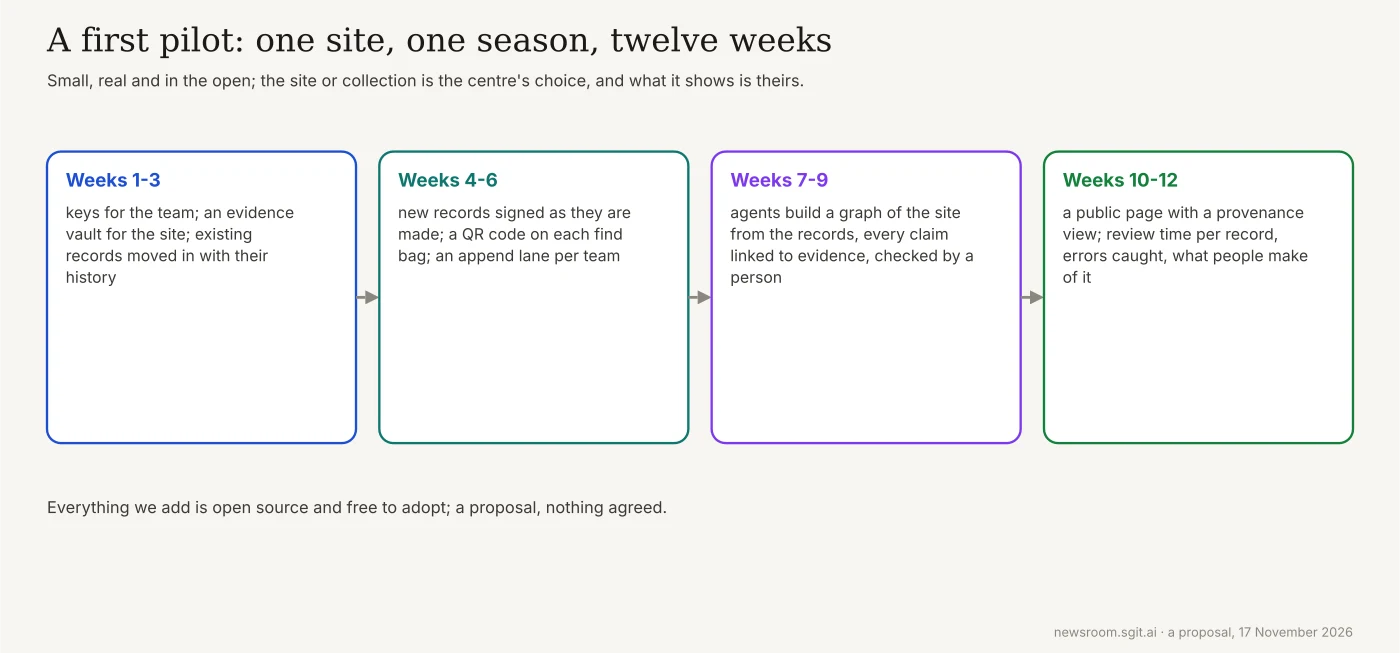 A first pilot: one site, one season, twelve weeks
Small, real and in the open; the site or collection is the centre's choice, and what it shows is theirs.
Weeks 1-3
keys for the team; an evidence
vault for the site; existing
records moved in with their
history
Weeks 4-6
new records signed as they are
made; a QR code on each find
bag; an append lane per team
Weeks 7-9
agents build a graph of the site
from the records, every claim
linked to evidence, checked by a
person
Weeks 10-12
a public page with a provenance
view; review time per record,
errors caught, what people make
of it
Everything we add is open source and free to adopt; a proposal, nothing agreed.
newsroom.sgit.ai · a proposal, 17 November 2026